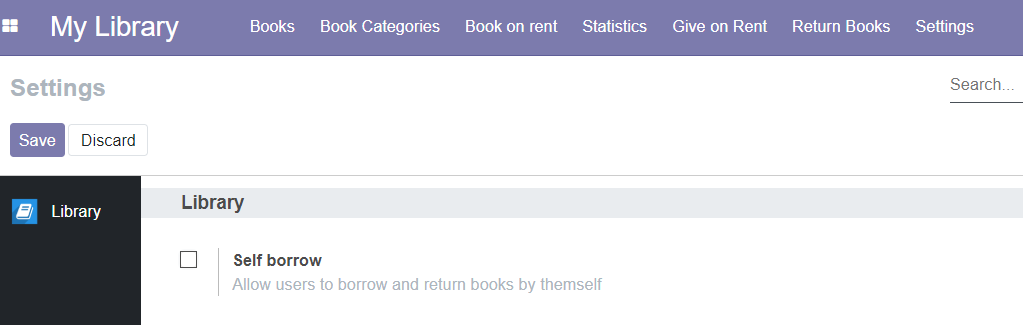 My Library Books Book Categories Book on rent Statistics Give on Rent Return Books Settings
Settings
Search...
Save Discard
Library
Library
Self borrow
Allow users to borrow and return books by themself